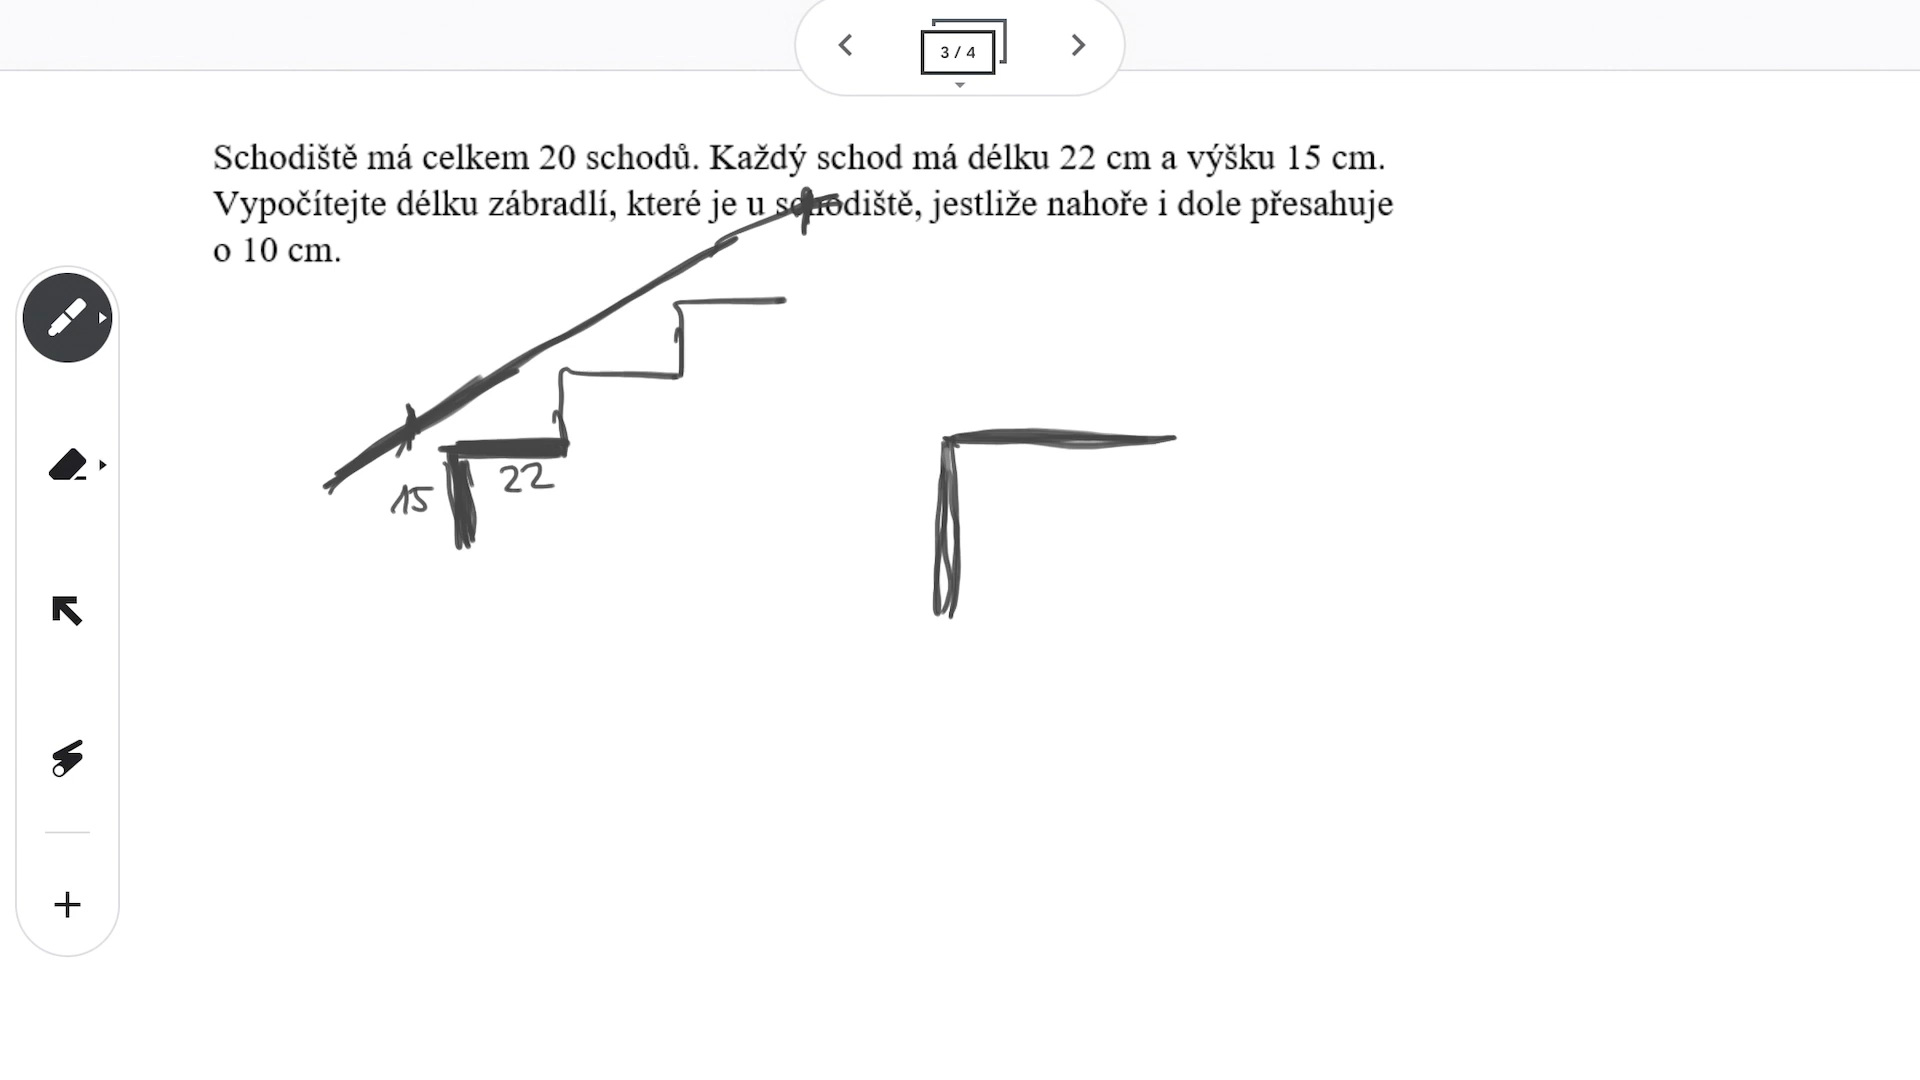 3 / 4
Schodiště má celkem 20 schodů. Každý schod má délku 22 cm a výšku 15 cm.
Vypočítejte délku zábradlí, které je u schodiště, jestliže nahoře i dole přesahuje
o 10 cm.
22
15